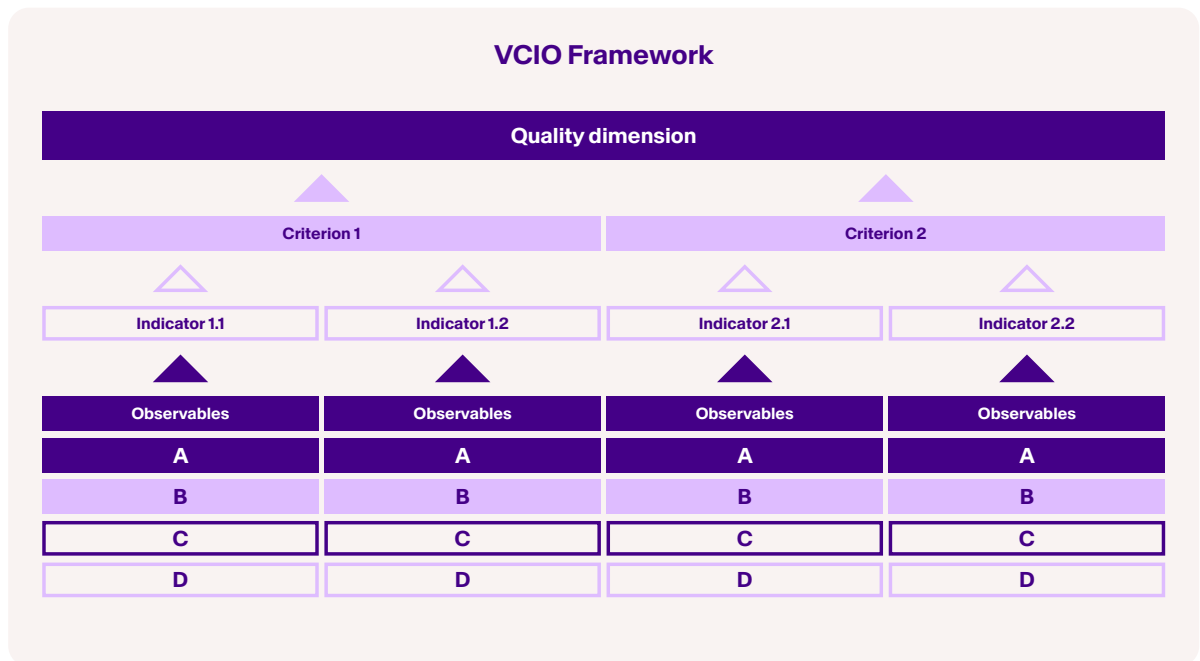 VCIO Framework
Quality dimension
Criterion 1 Criterion 2
Indicator 1.1 Indicator 1.2 Indicator 2.1 Indicator 2.2
Observables Observables Observables Observables
A A A A
B B B B
C C C C
D D D D